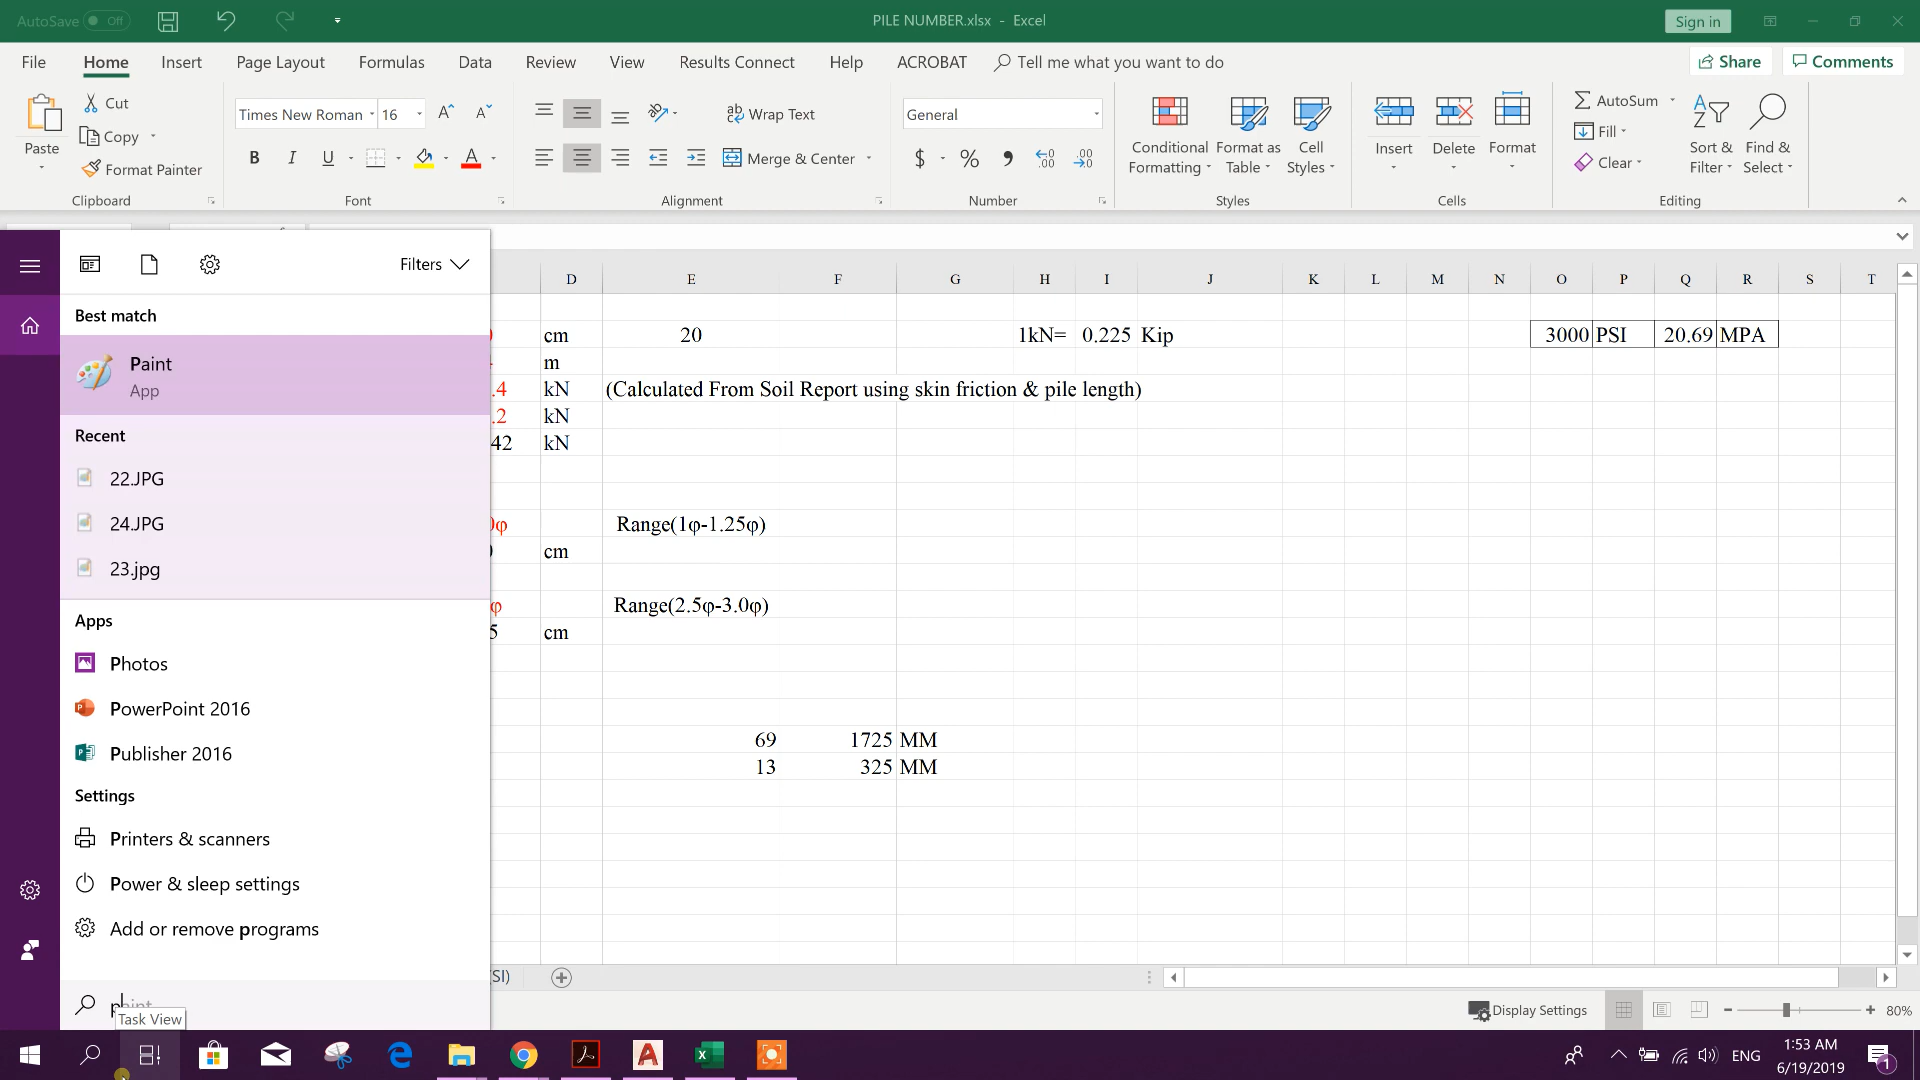 AutoSave Off
PILE NUMBER.xlsx - Excel
Sign in
File Home Insert Page Layout Formulas Data Review View Results Connect Help ACROBAT Tell me what you want to do
Share Comments
Paste
Cut
Copy
Format Painter
Clipboard
Times New Roman 16
B I U
Font
Wrap Text
Merge & Center
Alignment
General
$ %
Number
Conditional Formatting
Format as Table
Cell Styles
Styles
Insert Delete Format
Cells
AutoSum
Fill
Clear
Sort & Filter
Find & Select
Editing
Filters
Best match
Paint
App
Recent
22.JPG
24.JPG
23.jpg
Apps
Photos
PowerPoint 2016
Publisher 2016
Settings
Printers & scanners
Power & sleep settings
Add or remove programs
Task View
D E F G H I J K L M N O P Q R S T
cm 20 1kN= 0.225 Kip 3000 PSI 20.69 MPA
m
.4 kN (Calculated From Soil Report using skin friction & pile length)
.2 kN
42 kN
φ Range(1φ-1.25φ)
cm
φ Range(2.5φ-3.0φ)
5 cm
69 1725 MM
13 325 MM
SI)
Display Settings
80%
ENG
1:53 AM
6/19/2019
1